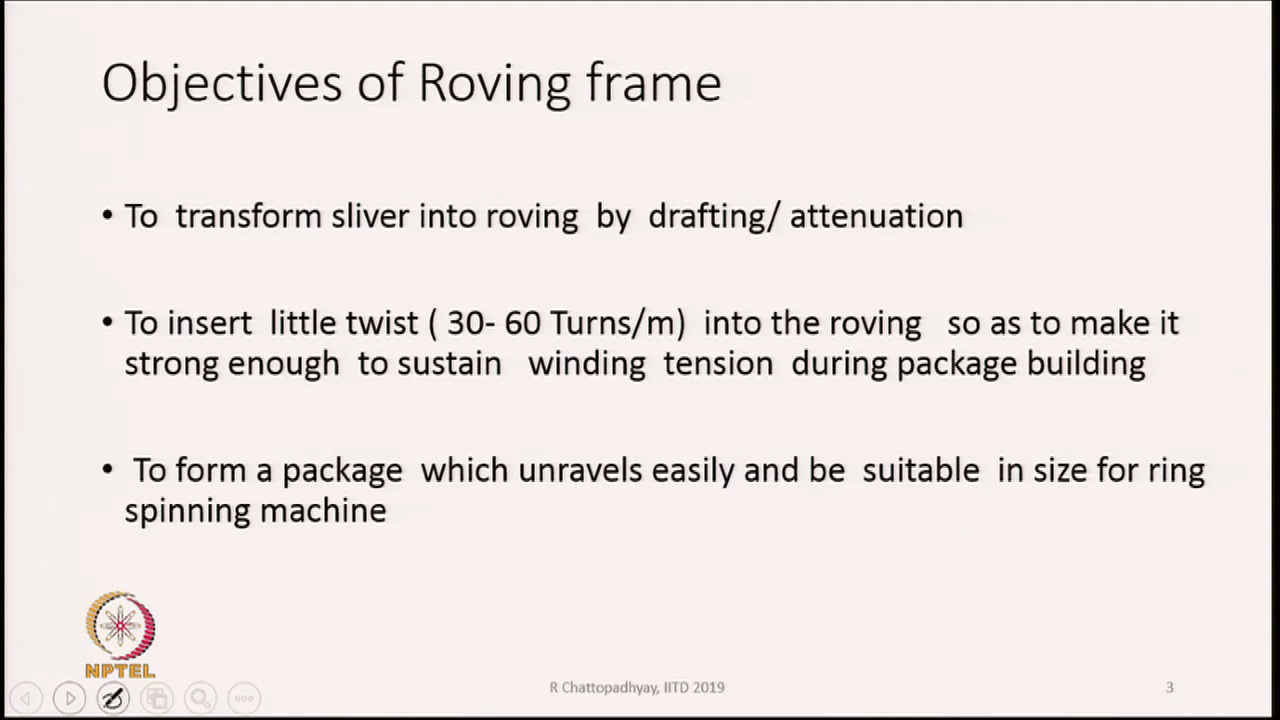 Objectives of Roving frame
• To transform sliver into roving by drafting/ attenuation
• To insert little twist ( 30- 60 Turns/m) into the roving so as to make it
strong enough to sustain winding tension during package building
• To form a package which unravels easily and be suitable in size for ring
spinning machine
NPTEL
R Chattopadhyay, IITD 2019
3